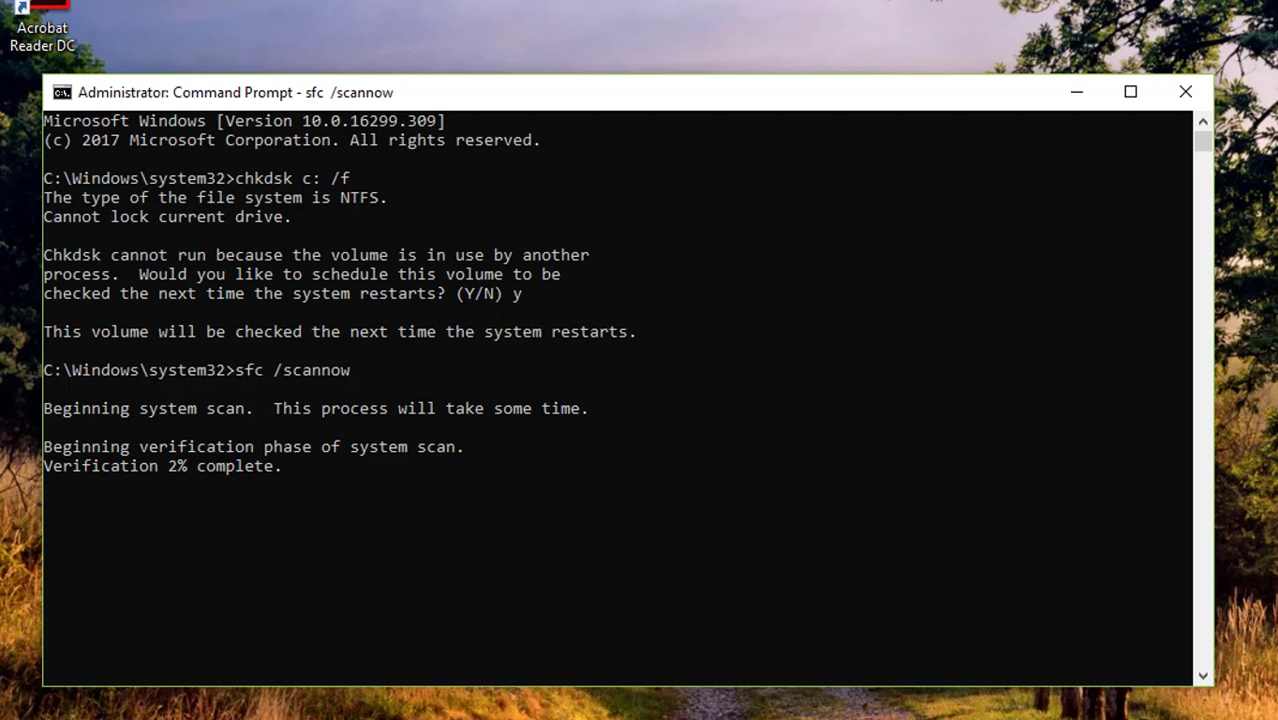 Acrobat
Reader DC
Administrator: Command Prompt - sfc  /scannow
Microsoft Windows [Version 10.0.16299.309]
(c) 2017 Microsoft Corporation. All rights reserved.
C:\Windows\system32>chkdsk c: /f
The type of the file system is NTFS.
Cannot lock current drive.
Chkdsk cannot run because the volume is in use by another
process.  Would you like to schedule this volume to be
checked the next time the system restarts? (Y/N) y
This volume will be checked the next time the system restarts.
C:\Windows\system32>sfc /scannow
Beginning system scan.  This process will take some time.
Beginning verification phase of system scan.
Verification 2% complete.